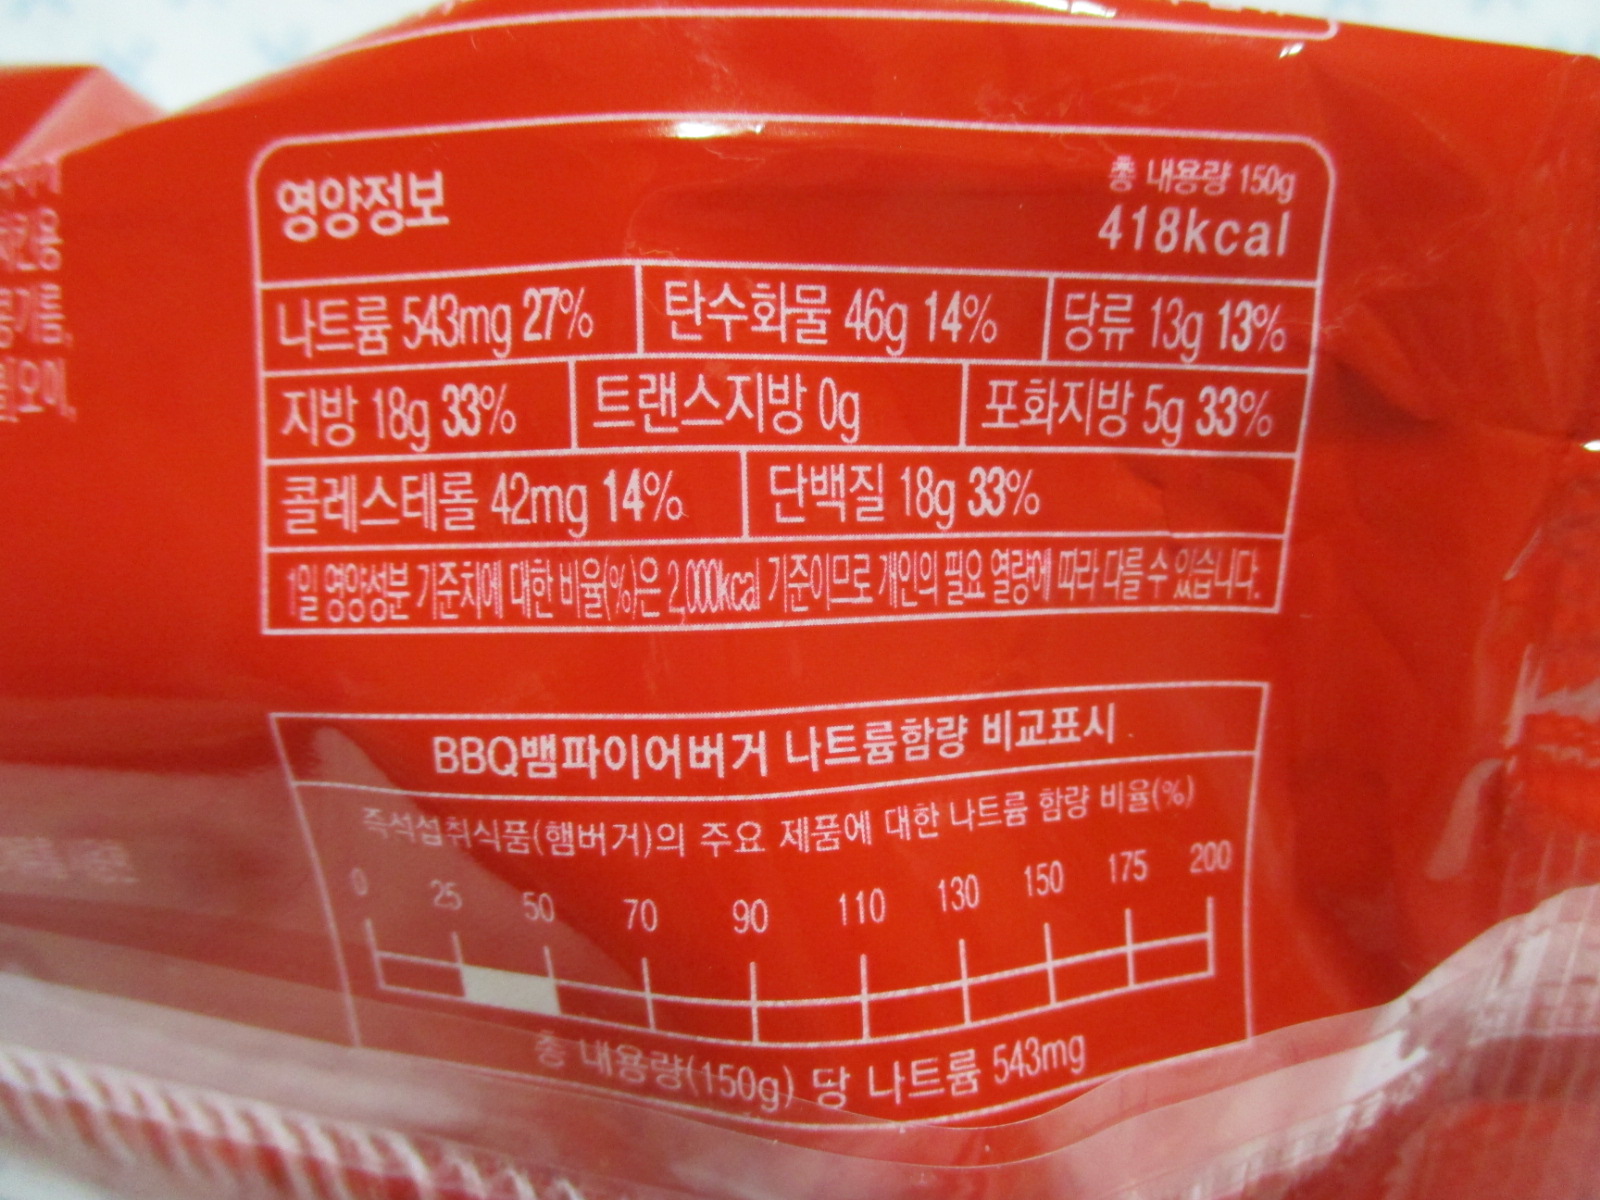 영양정보
총 내용량 150g
418kcal
나트륨 543mg 27% 탄수화물 46g 14% 당류 13g 13%
지방 18g 33% 트랜스지방 0g 포화지방 5g 33%
콜레스테롤 42mg 14% 단백질 18g 33%
1일 영양성분 기준치에 대한 비율(%)은 2,000kcal 기준이므로 개인의 필요 열량에 따라 다를 수 있습니다.
BBQ뱀파이어버거 나트륨함량 비교표시
즉석섭취식품(햄버거)의 주요 제품에 대한 나트륨 함량 비율(%)
0 25 50 70 90 110 130 150 175 200
총 내용량(150g) 당 나트륨 543mg